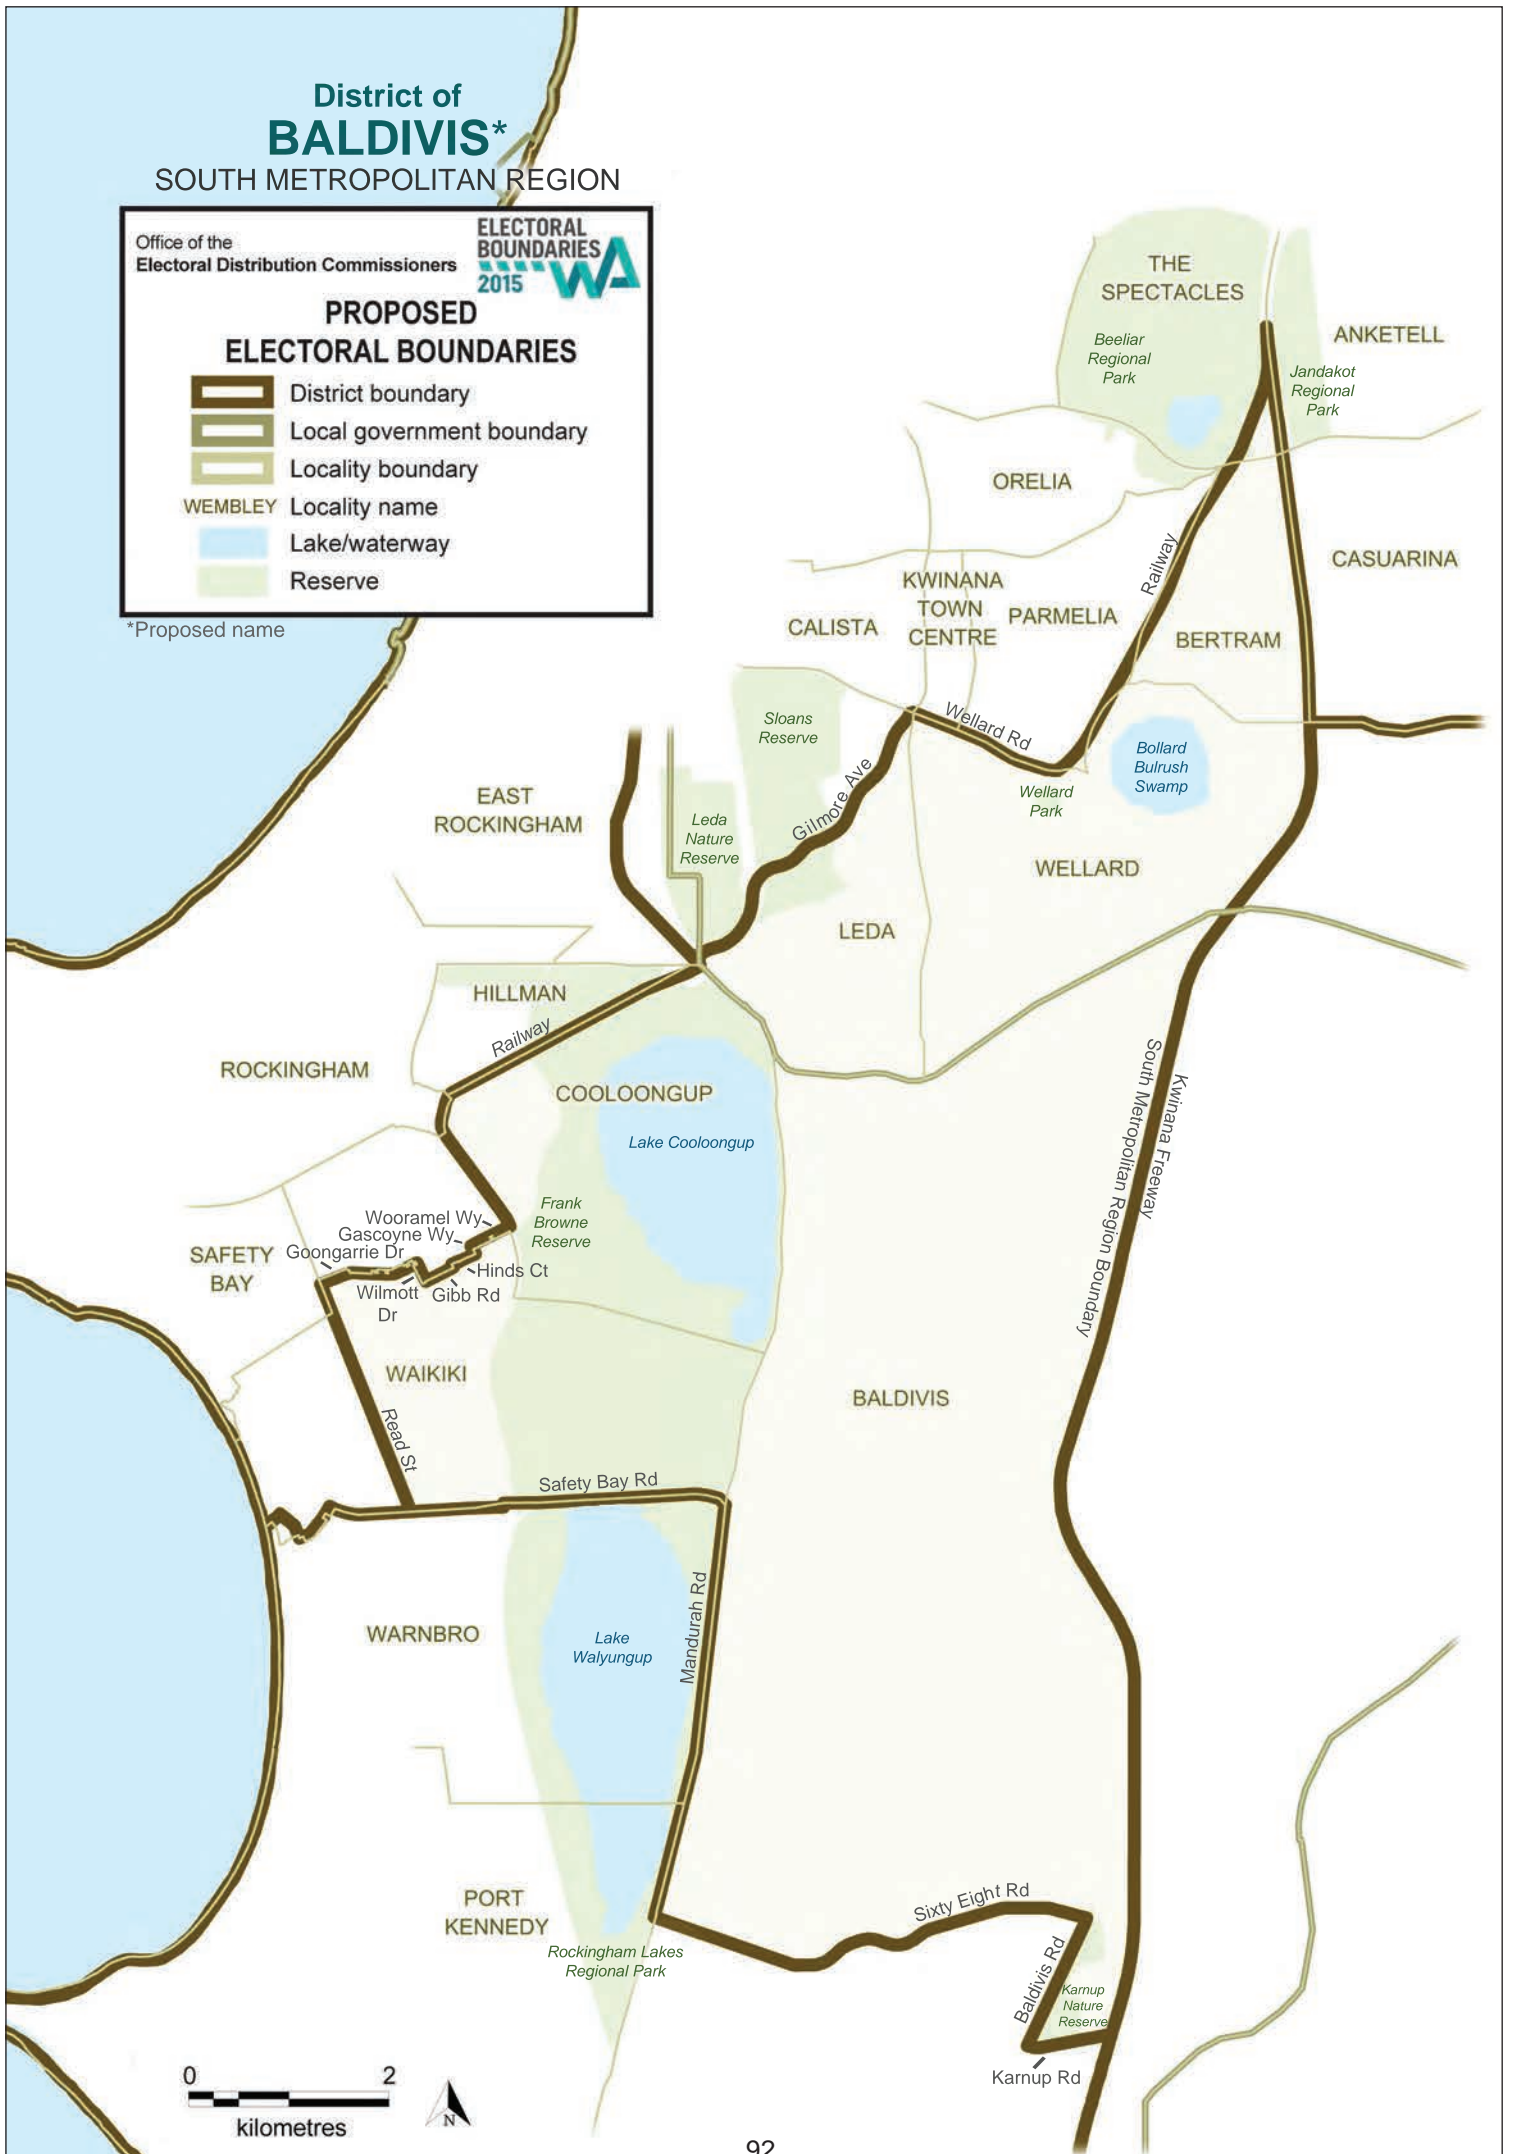 District of
BALDIVIS*
SOUTH METROPOLITAN REGION
Office of the
Electoral Distribution Commissioners
ELECTORAL
BOUNDARIES
2015
WA
PROPOSED
ELECTORAL BOUNDARIES
District boundary
Local government boundary
Locality boundary
WEMBLEY Locality name
Lake/waterway
Reserve
*Proposed name
THE
SPECTACLES
Beeliar
Regional
Park
ANKETELL
Jandakot
Regional
Park
ORELIA
CASUARINA
Railway
KWINANA
TOWN
CENTRE
CALISTA
PARMELIA
BERTRAM
Sloans
Reserve
Wellard Rd
Bollard
Bulrush
Swamp
Gilmore Ave
Wellard
Park
EAST
ROCKINGHAM
Leda
Nature
Reserve
WELLARD
LEDA
HILLMAN
Railway
ROCKINGHAM
COOLOONGUP
Lake Cooloongup
South Metropolitan Region Boundary
Kwinana Freeway
Frank
Browne
Reserve
Wooramel Wy
Gascoyne Wy
Goongarrie Dr
SAFETY
BAY
Hinds Ct
Wilmott
Dr
Gibb Rd
WAIKIKI
BALDIVIS
Read St
Safety Bay Rd
WARNBRO
Lake
Walyungup
Mandurah Rd
PORT
KENNEDY
Sixty Eight Rd
Rockingham Lakes
Regional Park
Baldivis Rd
Karnup
Nature
Reserve
Karnup Rd
0 2
kilometres
N
92